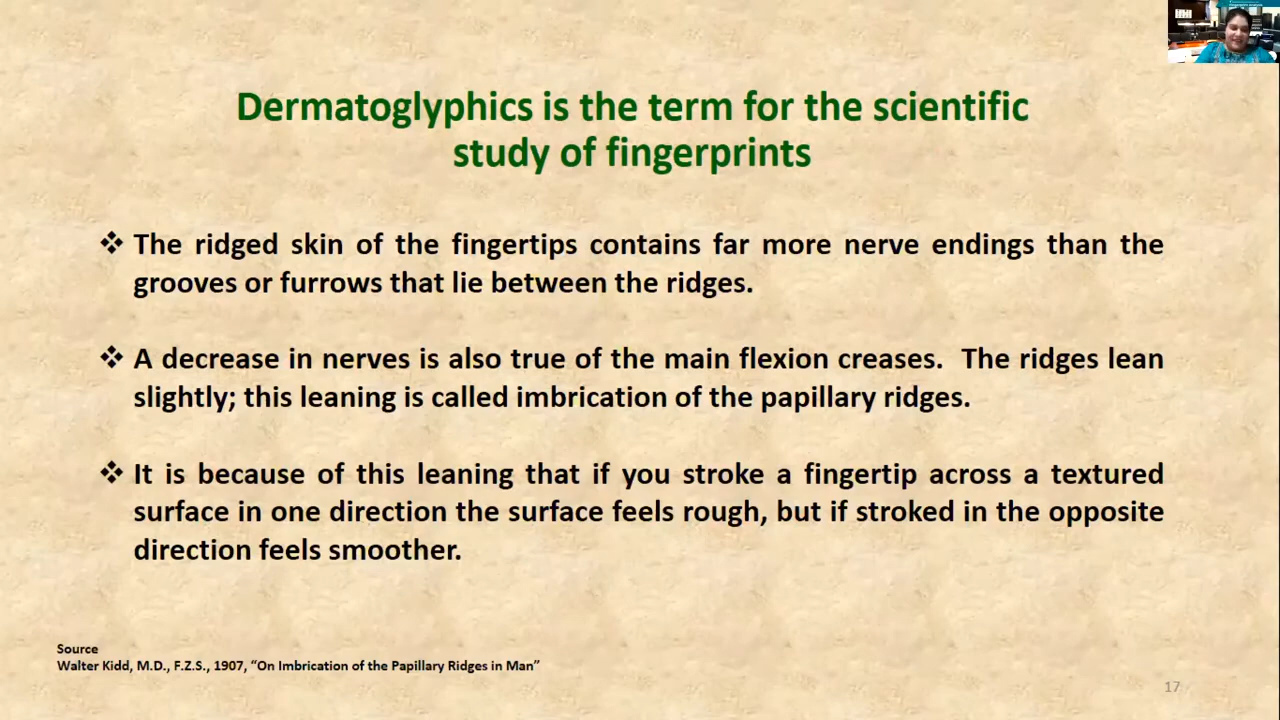 Dermatoglyphics is the term for the scientific
study of fingerprints
❖ The ridged skin of the fingertips contains far more nerve endings than the
grooves or furrows that lie between the ridges.
❖ A decrease in nerves is also true of the main flexion creases.  The ridges lean
slightly; this leaning is called imbrication of the papillary ridges.
❖ It is because of this leaning that if you stroke a fingertip across a textured
surface in one direction the surface feels rough, but if stroked in the opposite
direction feels smoother.
Source
Walter Kidd, M.D., F.Z.S., 1907, “On Imbrication of the Papillary Ridges in Man”
17